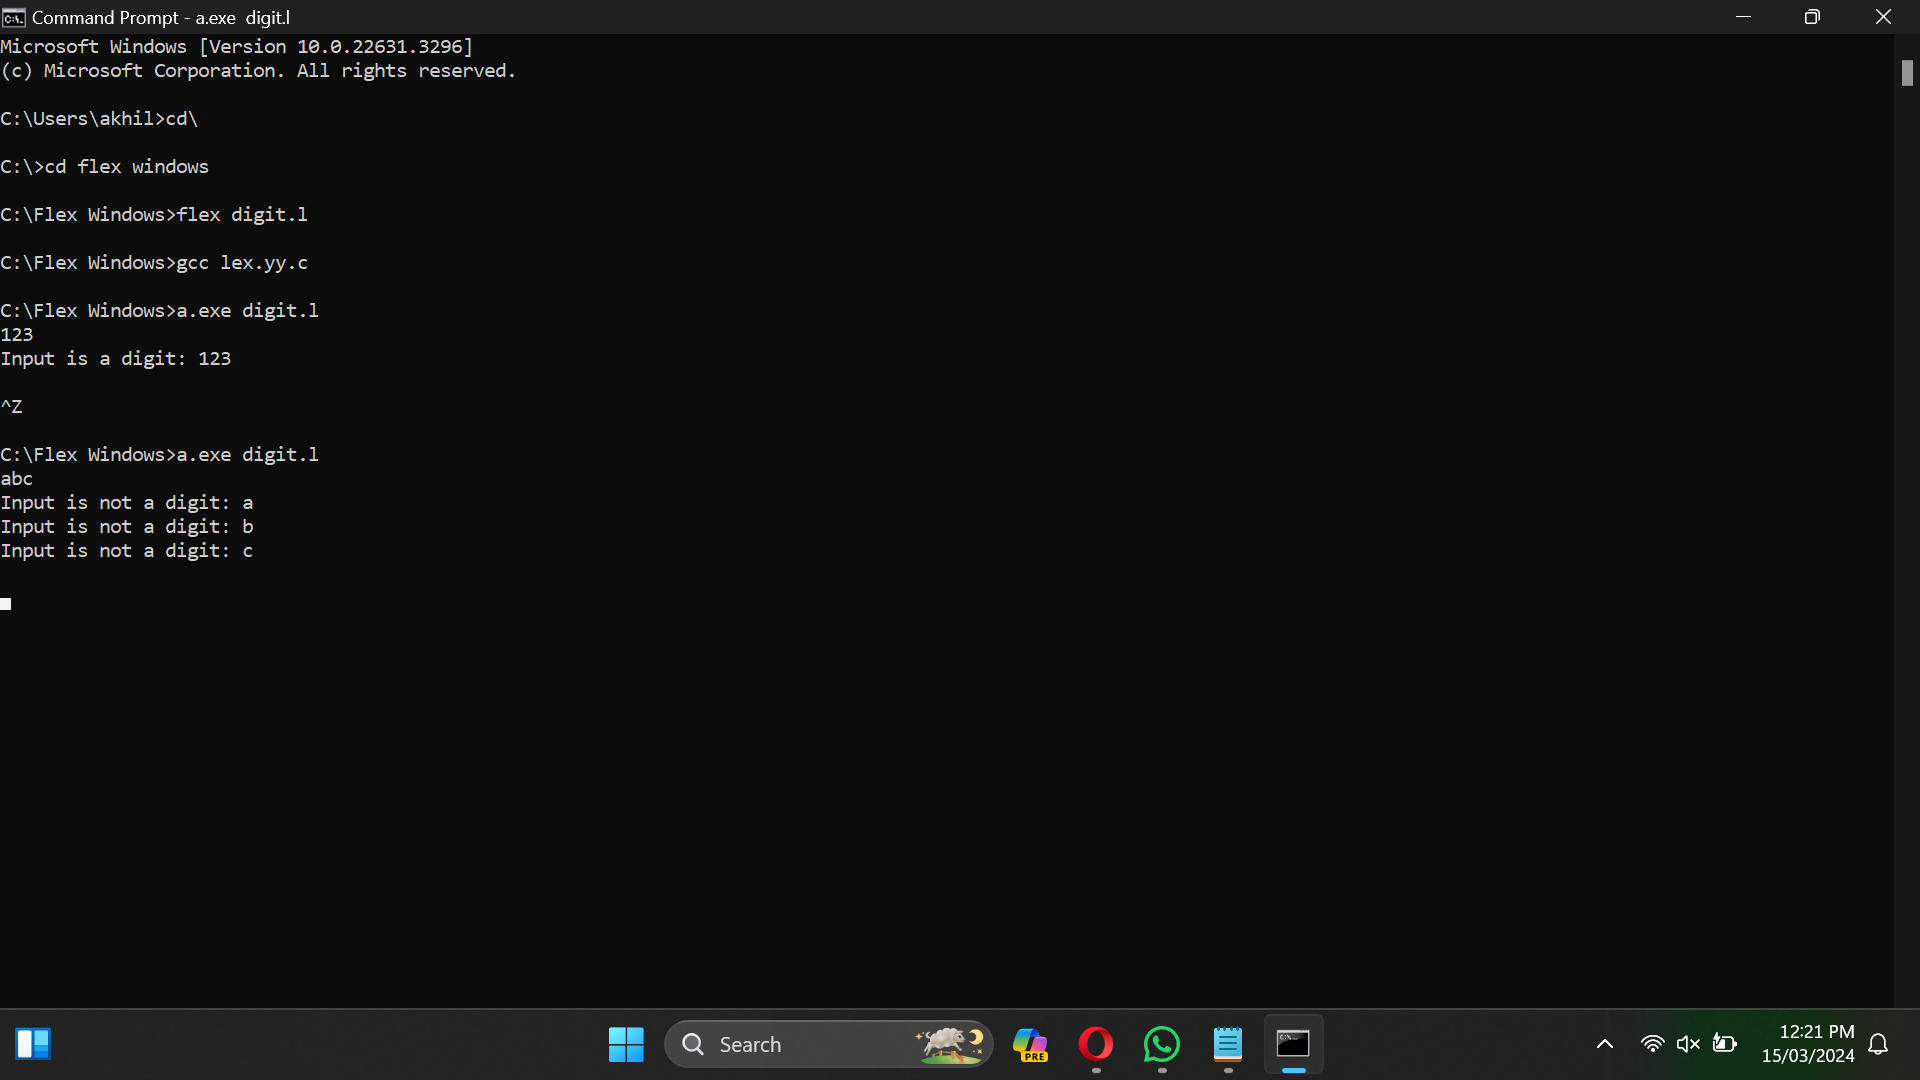 Command Prompt - a.exe  digit.l
Microsoft Windows [Version 10.0.22631.3296]
(c) Microsoft Corporation. All rights reserved.
C:\Users\akhil>cd\
C:\>cd flex windows
C:\Flex Windows>flex digit.l
C:\Flex Windows>gcc lex.yy.c
C:\Flex Windows>a.exe digit.l
123
Input is a digit: 123
^Z
C:\Flex Windows>a.exe digit.l
abc
Input is not a digit: a
Input is not a digit: b
Input is not a digit: c
Search
PRE
12:21 PM
15/03/2024